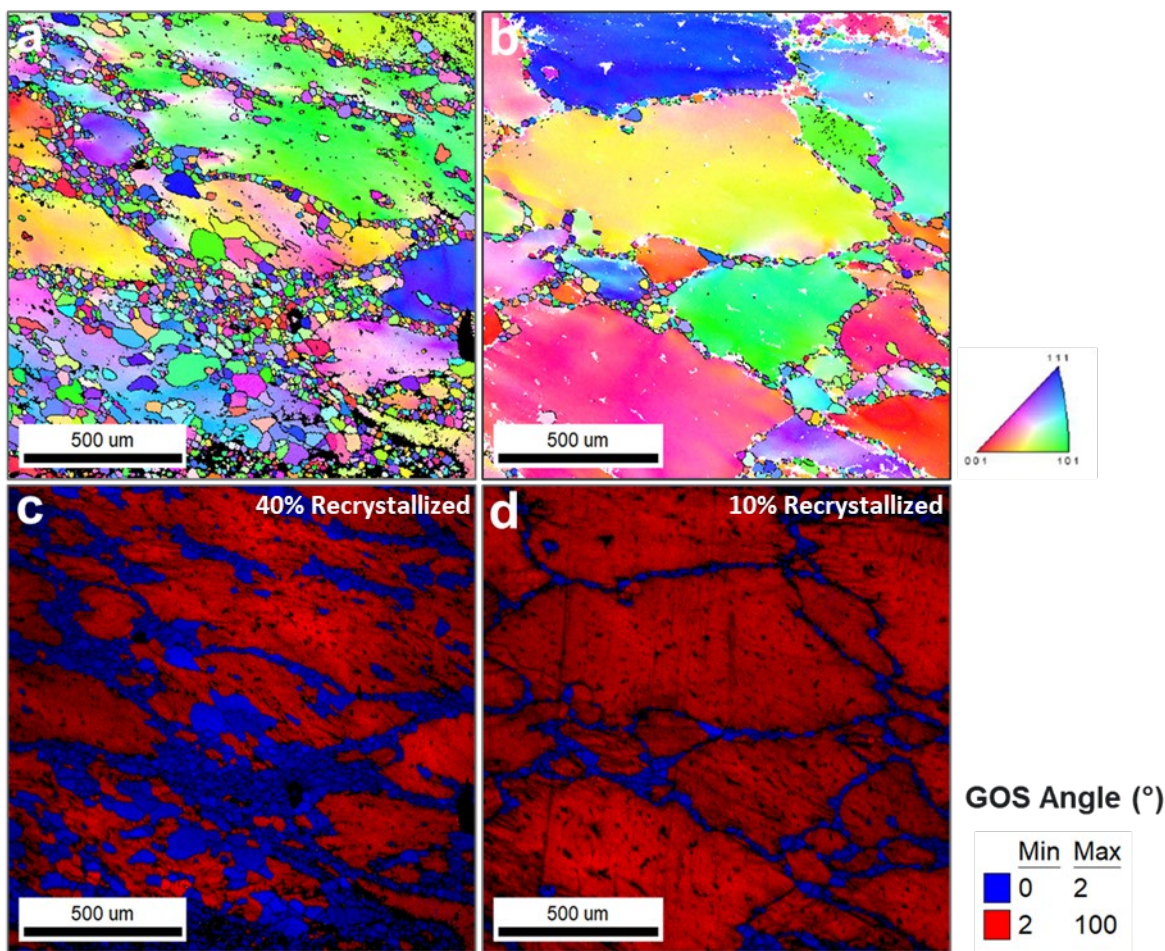 a
b
500 um
500 um
111
001
101
c
40% Recrystallized
d
10% Recrystallized
500 um
500 um
GOS Angle (°)
Min Max
0 2
2 100